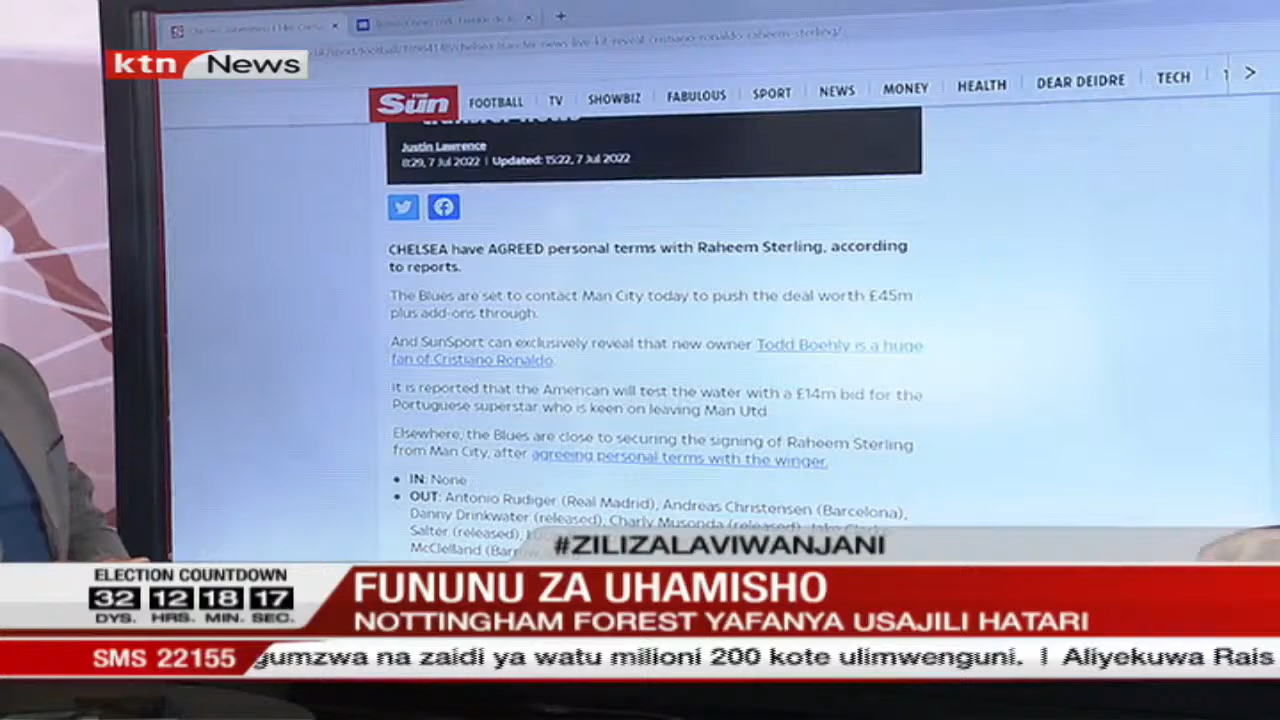 ktn News
THE Sun
FOOTBALL TV SHOWBIZ FABULOUS SPORT NEWS MONEY HEALTH DEAR DEIDRE TECH
Justin Lawrence
8:29, 7 Jul 2022 | Updated: 15:22, 7 Jul 2022
CHELSEA have AGREED personal terms with Raheem Sterling, according
to reports.
The Blues are set to contact Man City today to push the deal worth £45m
plus add-ons through.
And SunSport can exclusively reveal that new owner Todd Boehly is a huge
fan of Cristiano Ronaldo.
It is reported that the American will test the water with a £14m bid for the
Portuguese superstar who is keen on leaving Man Utd.
Elsewhere, the Blues are close to securing the signing of Raheem Sterling
from Man City, after agreeing personal terms with the winger.
• IN: None
• OUT: Antonio Rudiger (Real Madrid), Andreas Christensen (Barcelona),
Danny Drinkwater (released), Charly Musonda (released),
Salter (released),
McClelland
#ZILIZALAVIWANJANI
ELECTION COUNTDOWN
32 12 18 17
DYS. HRS. MIN. SEC.
FUNUNU ZA UHAMISHO
NOTTINGHAM FOREST YAFANYA USAJILI HATARI
SMS 22155
gumzwa na zaidi ya watu milioni 200 kote ulimwenguni. | Aliyekuwa Rais